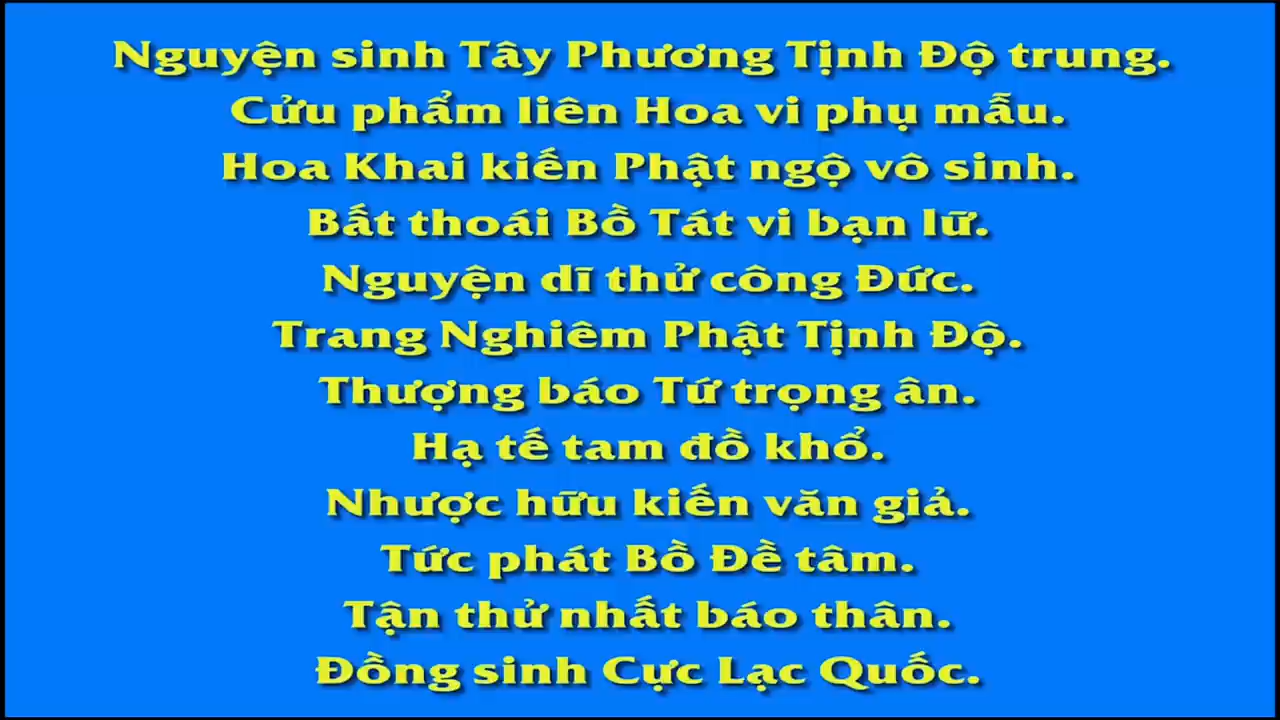 Nguyện sinh Tây Phương Tịnh Độ trung.
Cửu phẩm liên Hoa vi phụ mẫu.
Hoa Khai kiến Phật ngộ vô sinh.
Bất thoái Bồ Tát vi bạn lữ.
Nguyện dĩ thử công Đức.
Trang Nghiêm Phật Tịnh Độ.
Thượng báo Tứ trọng ân.
Hạ tế tam đồ khổ.
Nhược hữu kiến văn giả.
Tức phát Bồ Đề tâm.
Tận thử nhất báo thân.
Đồng sinh Cực Lạc Quốc.